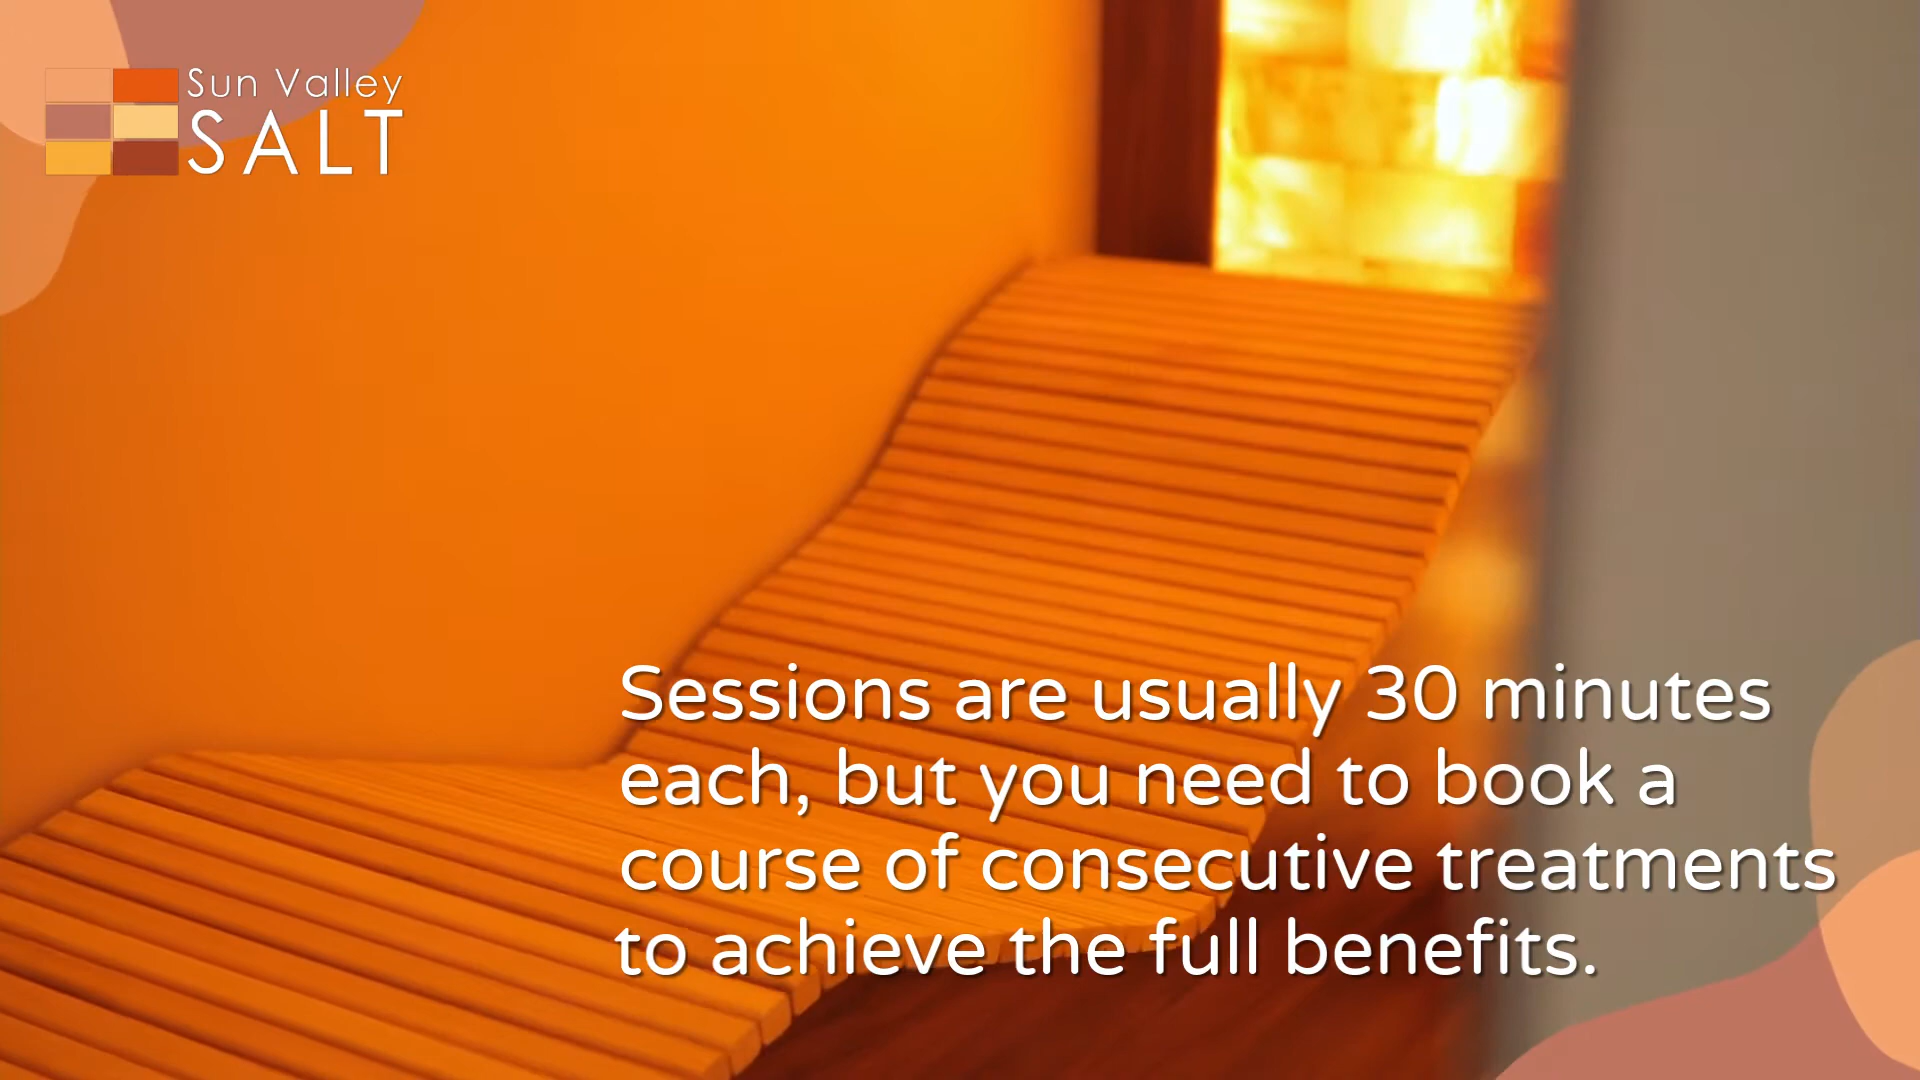 Sun Valley
SALT
Sessions are usually 30 minutes
each, but you need to book a
course of consecutive treatments
to achieve the full benefits.